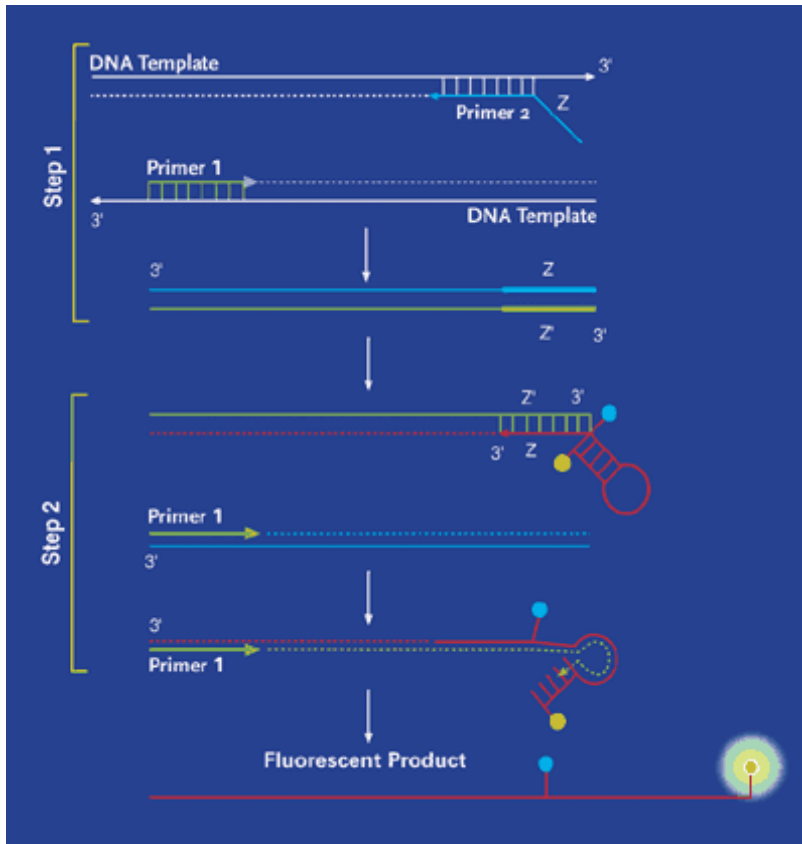 DNA Template
3'
Primer 2
Z
Step 1
Primer 1
3'
DNA Template
3'
Z
Z'
3'
Step 2
Z'
3'
3'
Z
Primer 1
3'
3'
Primer 1
Fluorescent Product